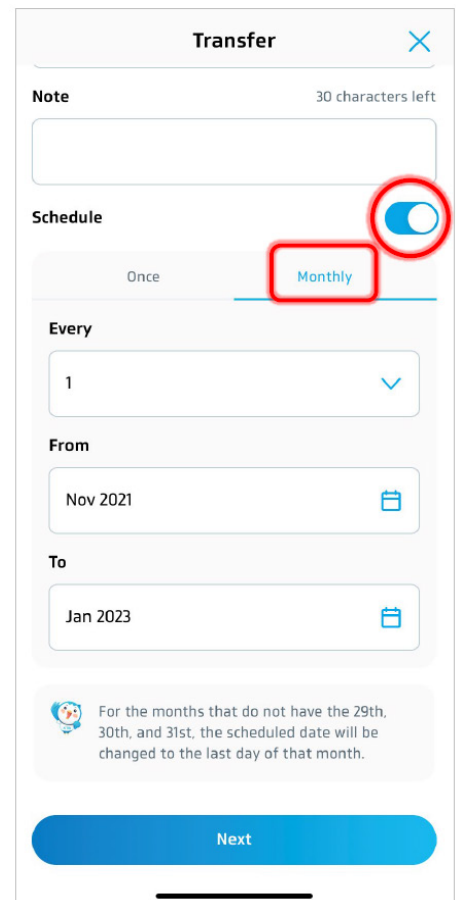 Transfer
Note 30 characters left
Schedule
Once Monthly
Every
1
From
Nov 2021
To
Jan 2023
For the months that do not have the 29th,
30th, and 31st, the scheduled date will be
changed to the last day of that month.
Next